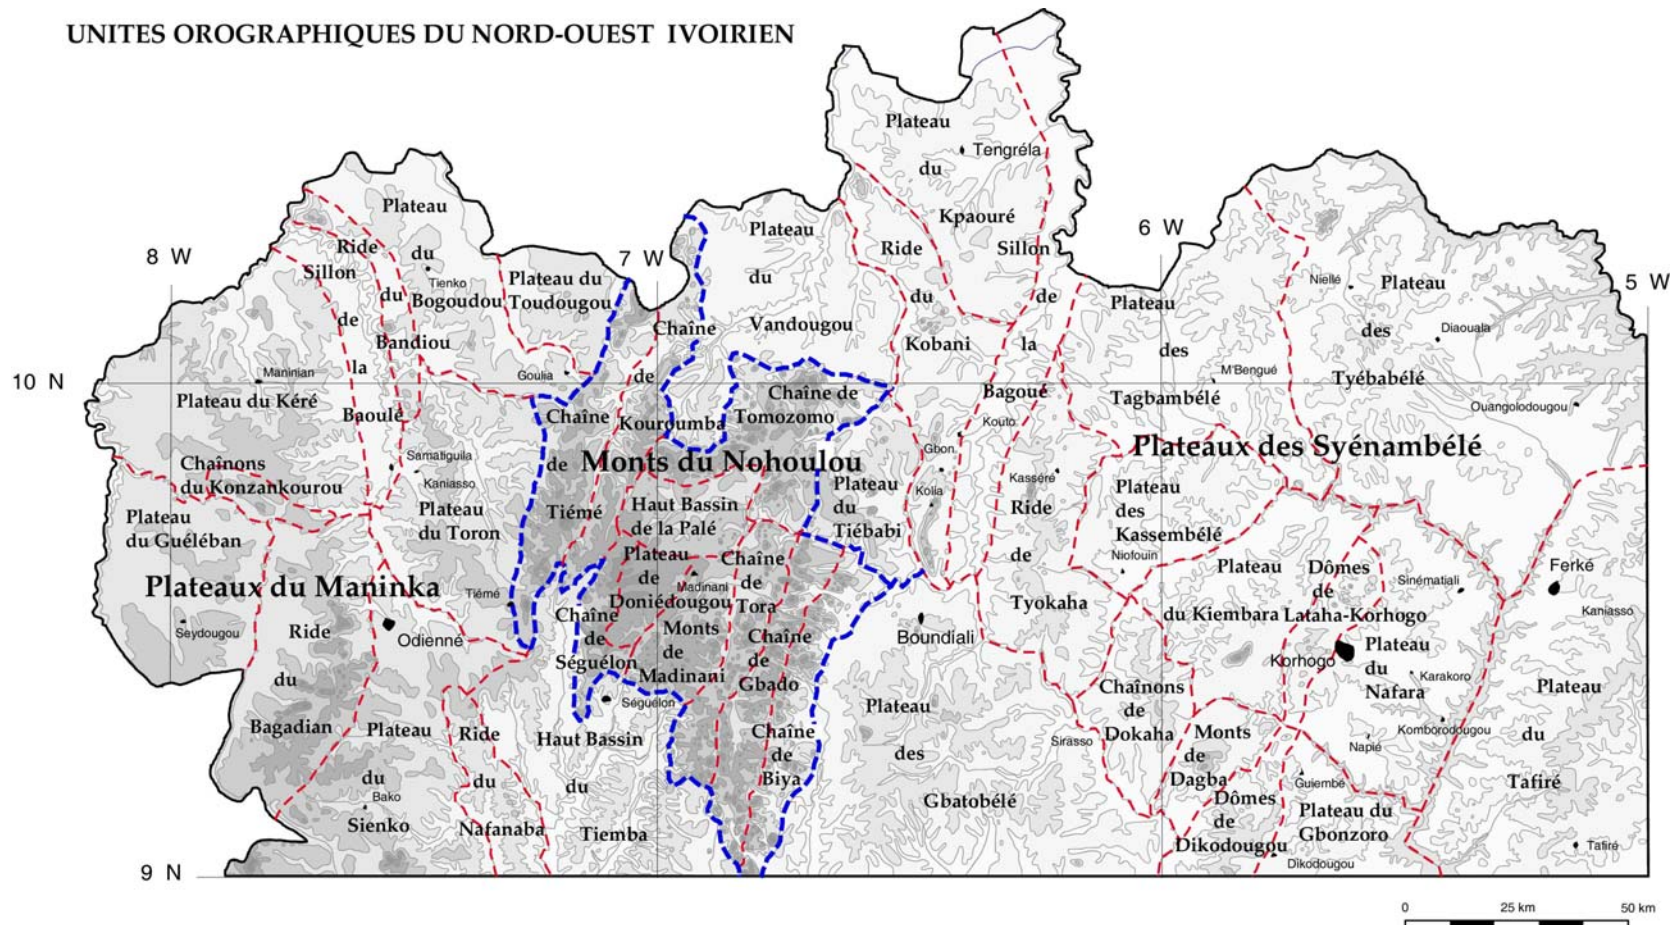 UNITES OROGRAPHIQUES DU NORD-OUEST IVOIRIEN
8 W
7 W
6 W
5 W
10 N
9 N
Plateau
du
Kpaouré
Tengréla
Plateau
du
Bogoudou
Tienko
Ride
du
Bandiou
Sillon
de
la
Baoulé
Plateau du
Toudougou
Goulia
Maninian
Plateau du Kéré
Chaînons
du Konzankourou
Samatiguila
Kaniasso
Plateau
du Guéléban
Plateau
du Toron
Plateaux du Maninka
Seydougou
Odienné
Tiémé
Ride
du
Bagadian
Plateau
du
Sienko
Bako
Ride
du
Nafanaba
Haut Bassin
du
Tiemba
Séguélon
Chaîne
de
Kouroumba
Chaîne
de
Tiémé
Monts du Nohoulou
Chaîne de
Tomozomo
Haut Bassin
de la Palé
Plateau
de
Doniédougou
Madinani
Chaîne
de
Séguélon
Monts
de
Madinani
Chaîne
de
Tora
Chaîne
de
Gbado
Chaîne
de
Biya
Plateau
du
Vandougou
Plateau
du
Tiébabi
Ride
du
Kobani
Sillon
de
la
Bagoué
Kouto
Gbon
Kolia
Kasséré
Ride
de
Tyokaha
Boundiali
Plateau
des
Gbatobélé
Sirasso
Plateau
des
Tagbambélé
M'Bengué
Niellé
Plateau
des
Tyébabélé
Diaouala
Ouangolodougou
Plateaux des Syénambélé
Plateau
des
Kassembélé
Niofouin
Plateau
du Kiembara
Dômes
de
Lataha-Korhogo
Sinématiali
Ferké
Kaniasso
Korhogo
Plateau
du
Nafara
Karakoro
Komborodougou
Napié
Chaînons
de
Dokaha
Monts
de
Dagba
Dômes
de
Dikodougou
Guiembé
Plateau du
Gbonzoro
Dikodougou
Plateau
du
Tafiré
Tafiré
0
25 km
50 km